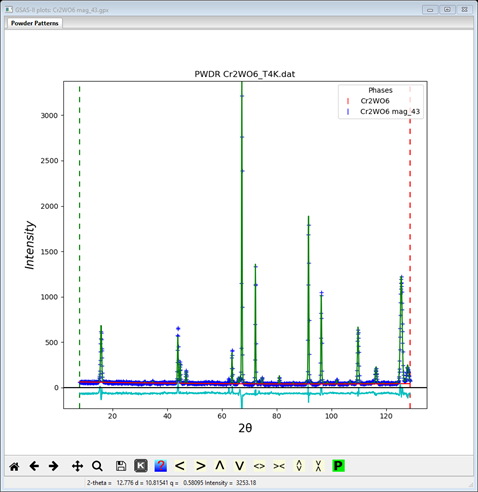 GSAS-II plots: Cr2WO6 mag_43.gpx
Powder Patterns
PWDR Cr2WO6_T4K.dat
Phases
Cr2WO6
Cr2WO6 mag_43
Intensity
3000
2500
2000
1500
1000
500
0
20 40 60 80 100 120
2θ
K ? P
2-theta = 12.776 d = 10.81541 q = 0.58095 Intensity = 3253.18